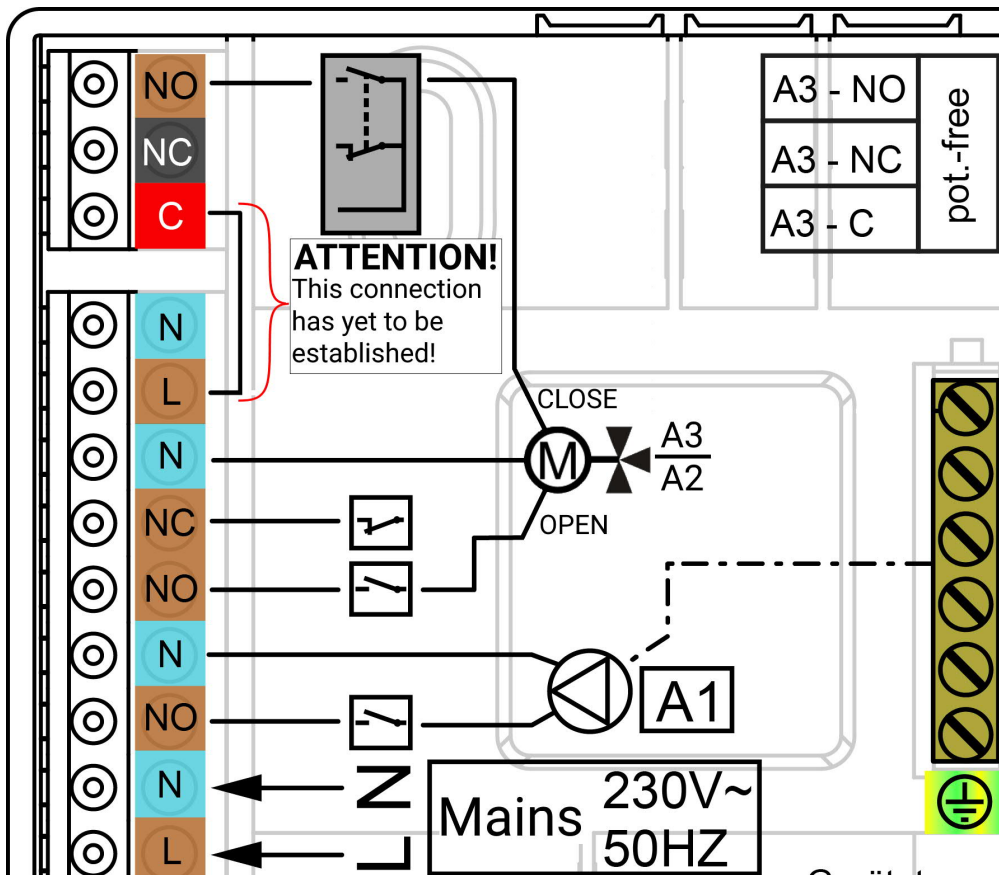 NO
NC
C
ATTENTION!
This connection
has yet to be
established!
A3 - NO
A3 - NC
A3 - C
pot.-free
N
L
N
NC
NO
N
NO
N
L
CLOSE
M
A3
A2
OPEN
A1
N
L
Mains
230V~
50HZ